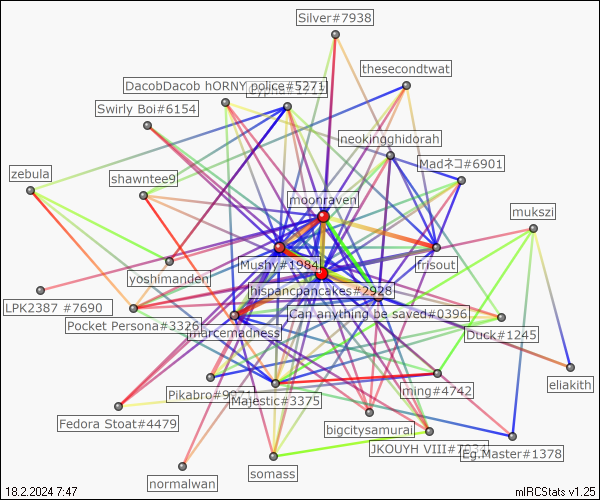 Silver#7938
thesecondtwat
DacobDacob hORNY police#5271
Swirly Boi#6154
neokingghidorah
Madネコ#6901
zebula
shawntee9
moonraven
mukszi
Mushy#1984
frisout
yoshimanden
hispancpancakes#2928
LPK2387 #7690
Can anything be saved#0396
Pocket Persona#3326
marcemadness
Duck#1245
eliakith
Pikabro#
ming#4742
Majestic#3375
Fedora Stoat#4479
bigcitysamurai
JKOUYH VIII#
Eg.Master#1378
normalwan
somass
18.2.2024 7:47
mIRCStats v1.25